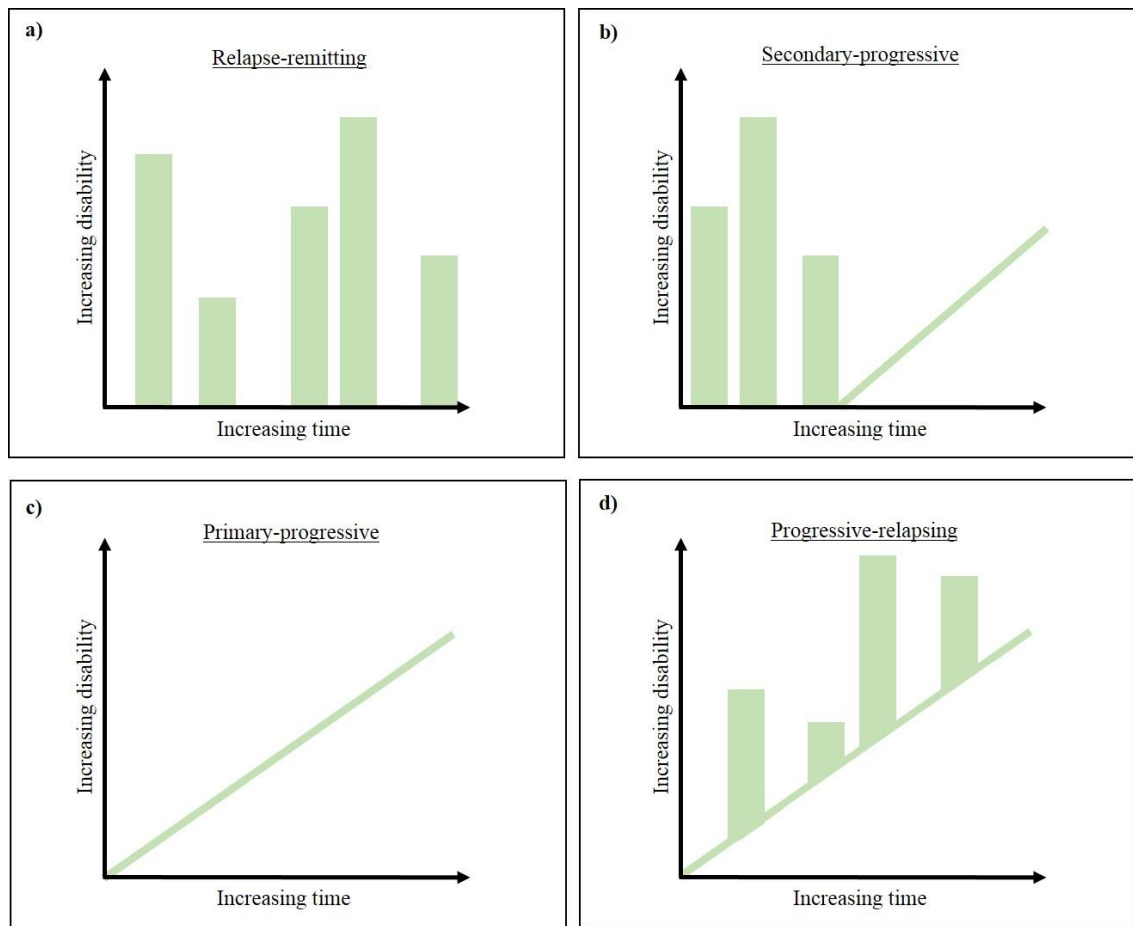 a)
Relapse-remitting
Increasing disability
Increasing time
b)
Secondary-progressive
Increasing disability
Increasing time
c)
Primary-progressive
Increasing disability
Increasing time
d)
Progressive-relapsing
Increasing disability
Increasing time